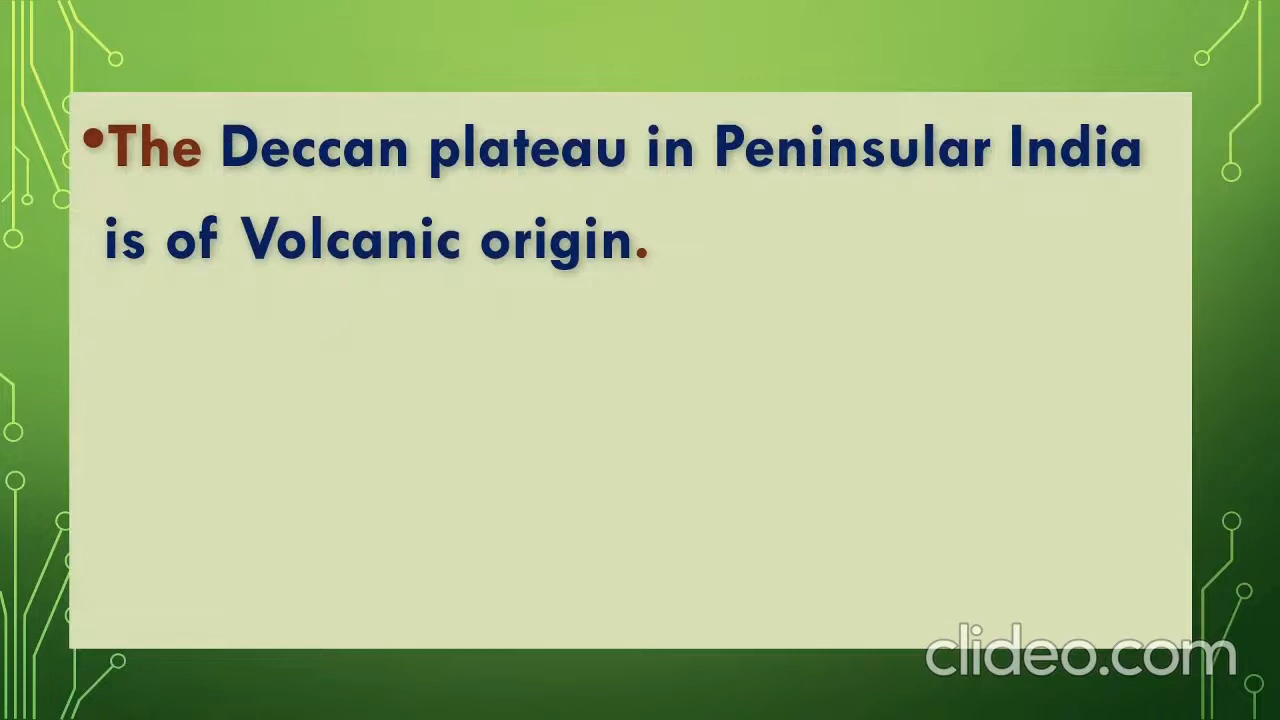 •The Deccan plateau in Peninsular India
is of Volcanic origin.
clideo.com